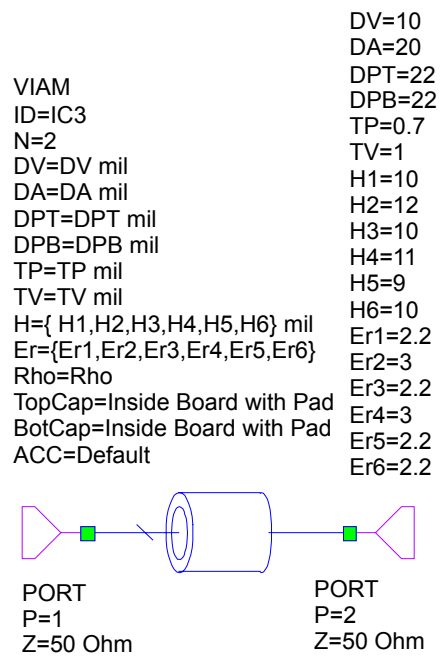 VIAM
ID=IC3
N=2
DV=DV mil
DA=DA mil
DPT=DPT mil
DPB=DPB mil
TP=TP mil
TV=TV mil
H={ H1,H2,H3,H4,H5,H6} mil
Er={Er1,Er2,Er3,Er4,Er5,Er6}
Rho=Rho
TopCap=Inside Board with Pad
BotCap=Inside Board with Pad
ACC=Default
DV=10
DA=20
DPT=22
DPB=22
TP=0.7
TV=1
H1=10
H2=12
H3=10
H4=11
H5=9
H6=10
Er1=2.2
Er2=3
Er3=2.2
Er4=3
Er5=2.2
Er6=2.2
PORT
P=1
Z=50 Ohm
PORT
P=2
Z=50 Ohm